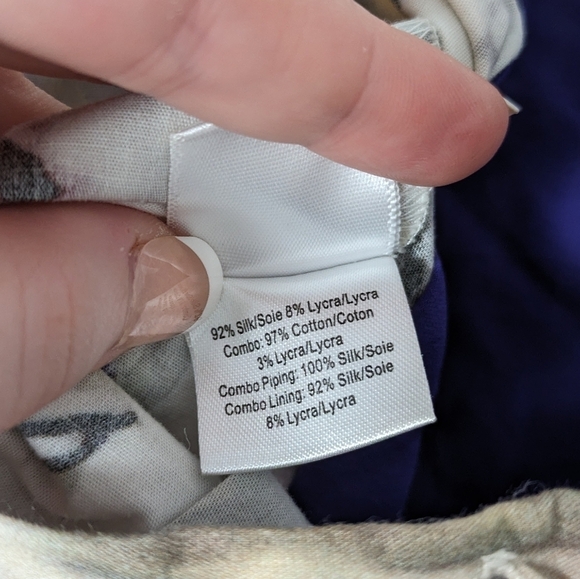 92% Silk/Soie 8% Lycra/Lycra
Combo: 97% Cotton/Coton
3% Lycra/Lycra
Combo Piping: 100% Silk/Soie
Combo Lining: 92% Silk/Soie
8% Lycra/Lycra